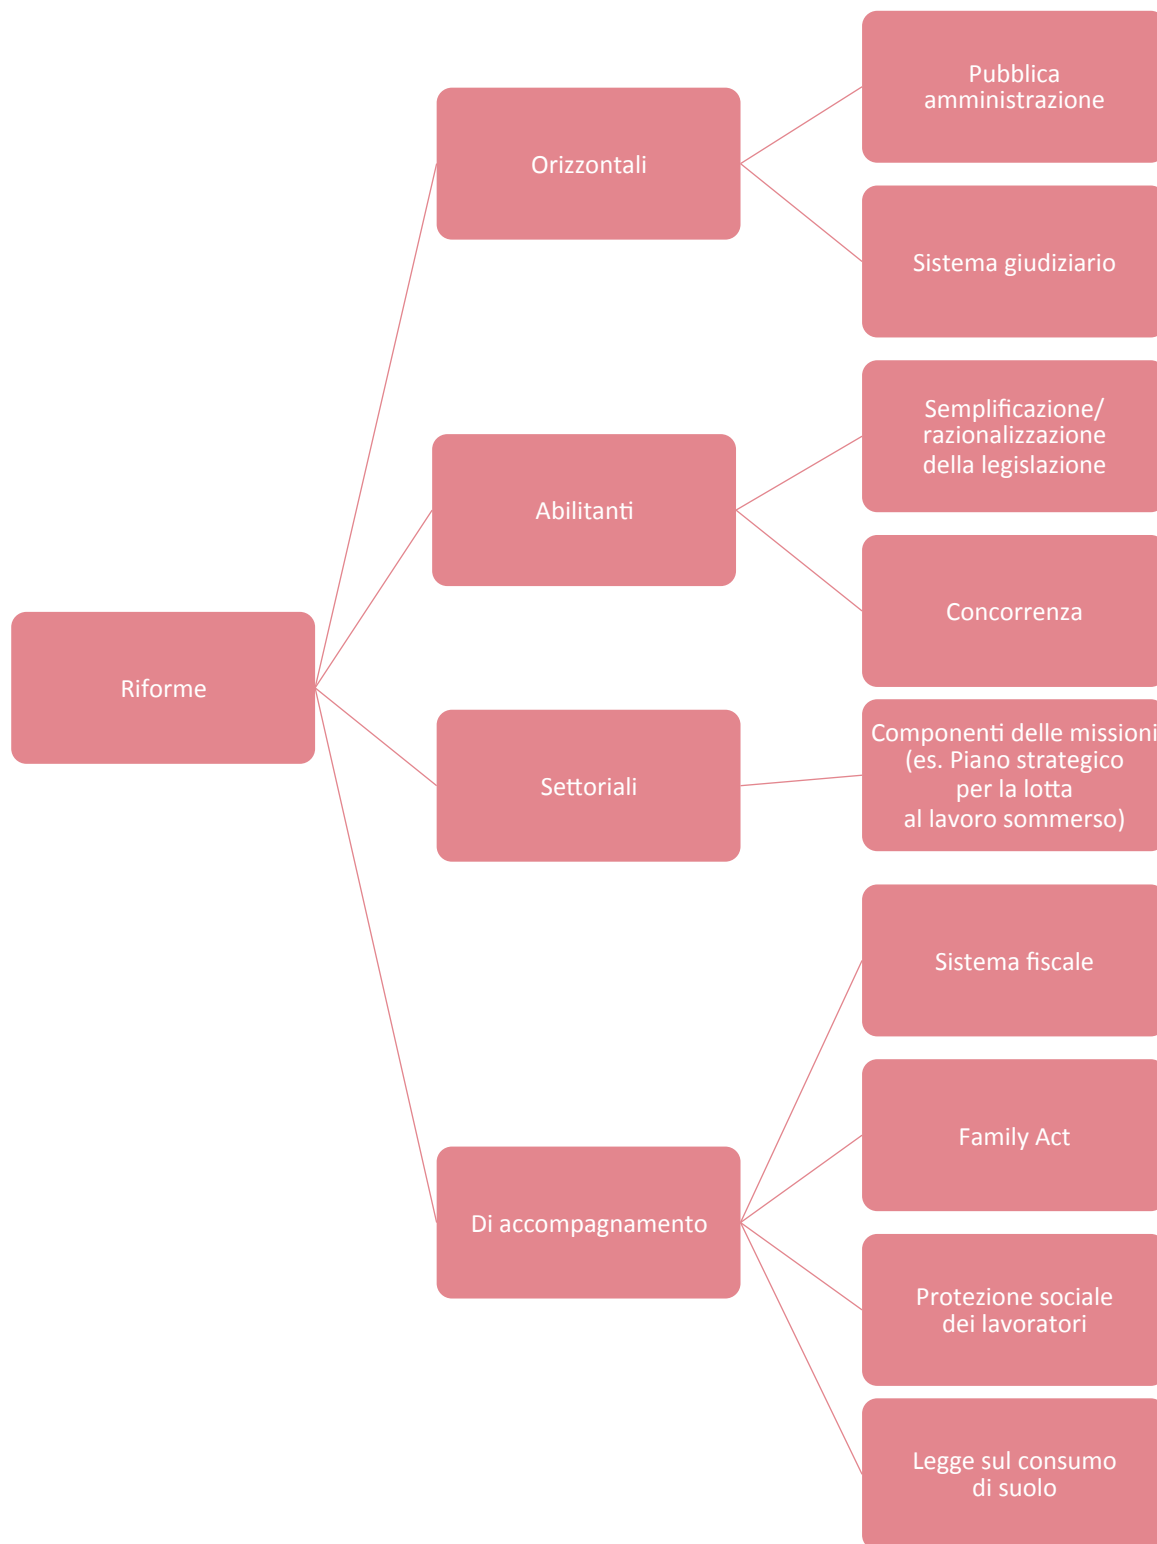 Riforme
Orizzontali
Pubblica
amministrazione
Sistema giudiziario
Abilitanti
Semplificazione/
razionalizzazione
della legislazione
Concorrenza
Settoriali
Componenti delle missioni
(es. Piano strategico
per la lotta
al lavoro sommerso)
Di accompagnamento
Sistema fiscale
Family Act
Protezione sociale
dei lavoratori
Legge sul consumo
di suolo